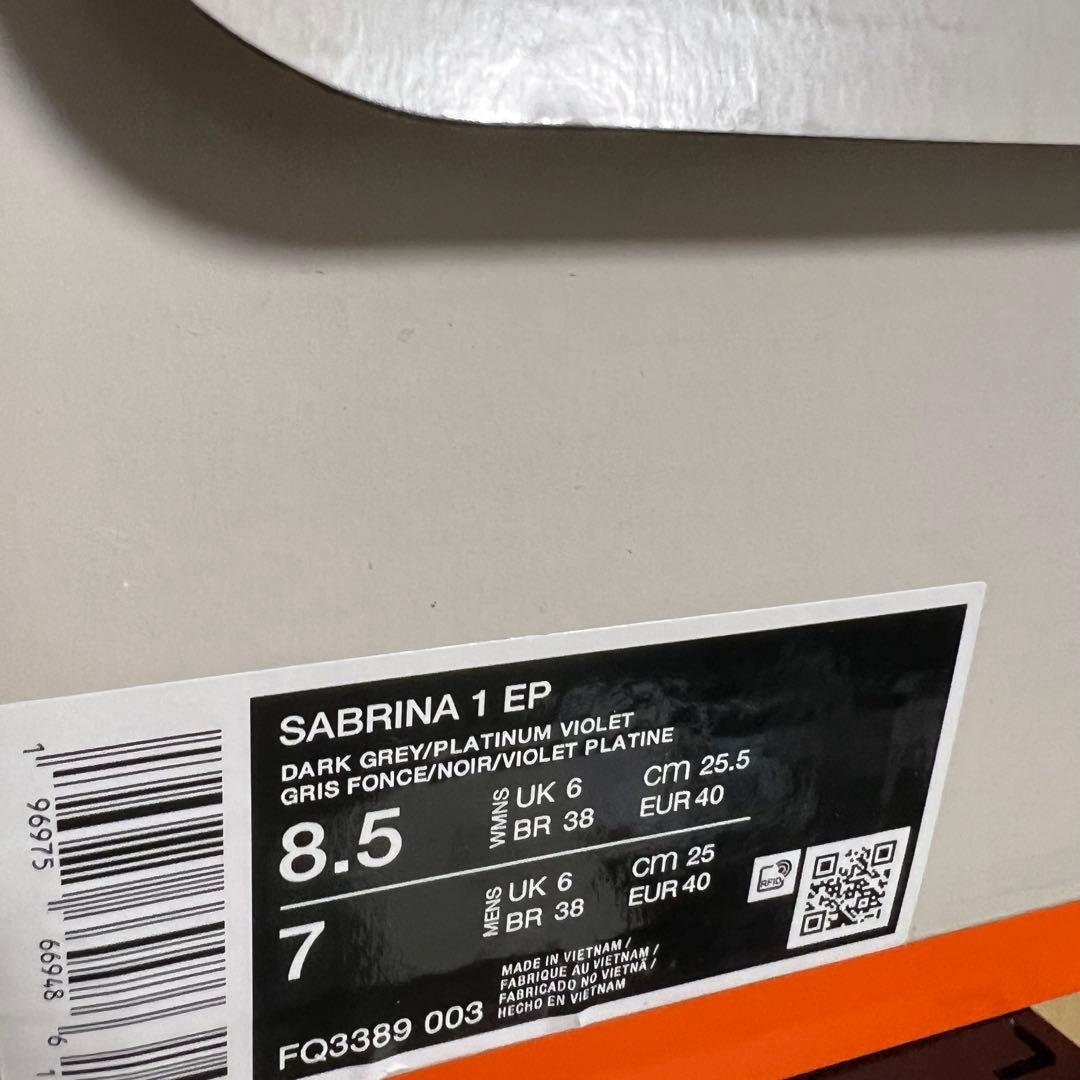 SABRINA 1 EP
DARK GREY/PLATINUM VIOLET
GRIS FONCE/NOIR/VIOLET PLATINE
8.5 WMNS UK 6 cm 25.5
BR 38 EUR 40
7 MENS UK 6 cm 25
BR 38 EUR 40
RFID
MADE IN VIETNAM /
FABRIQUE AU VIETNAM /
FABRICADO NO VIETNÃ /
HECHO EN VIETNAM
FQ3389 003
1 96975 66948 6